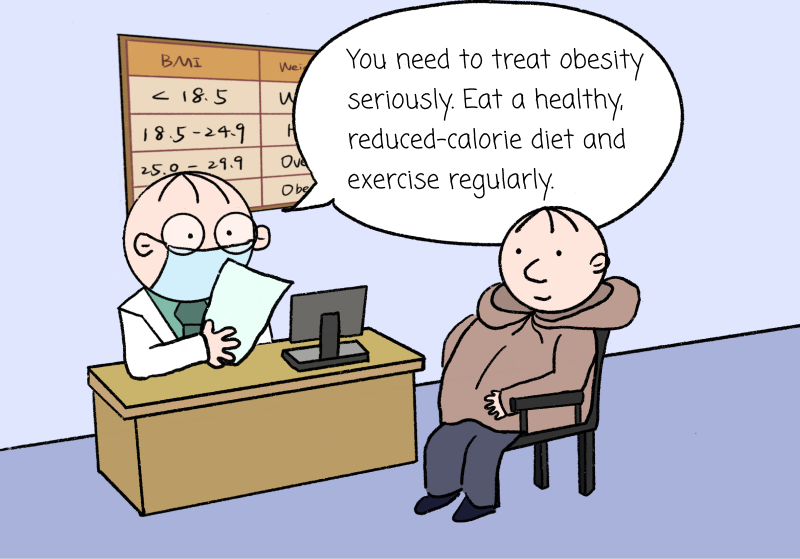 BMI
< 18.5
18.5-24.9
25.0 - 29.9
You need to treat obesity
seriously. Eat a healthy,
reduced-calorie diet and
exercise regularly.